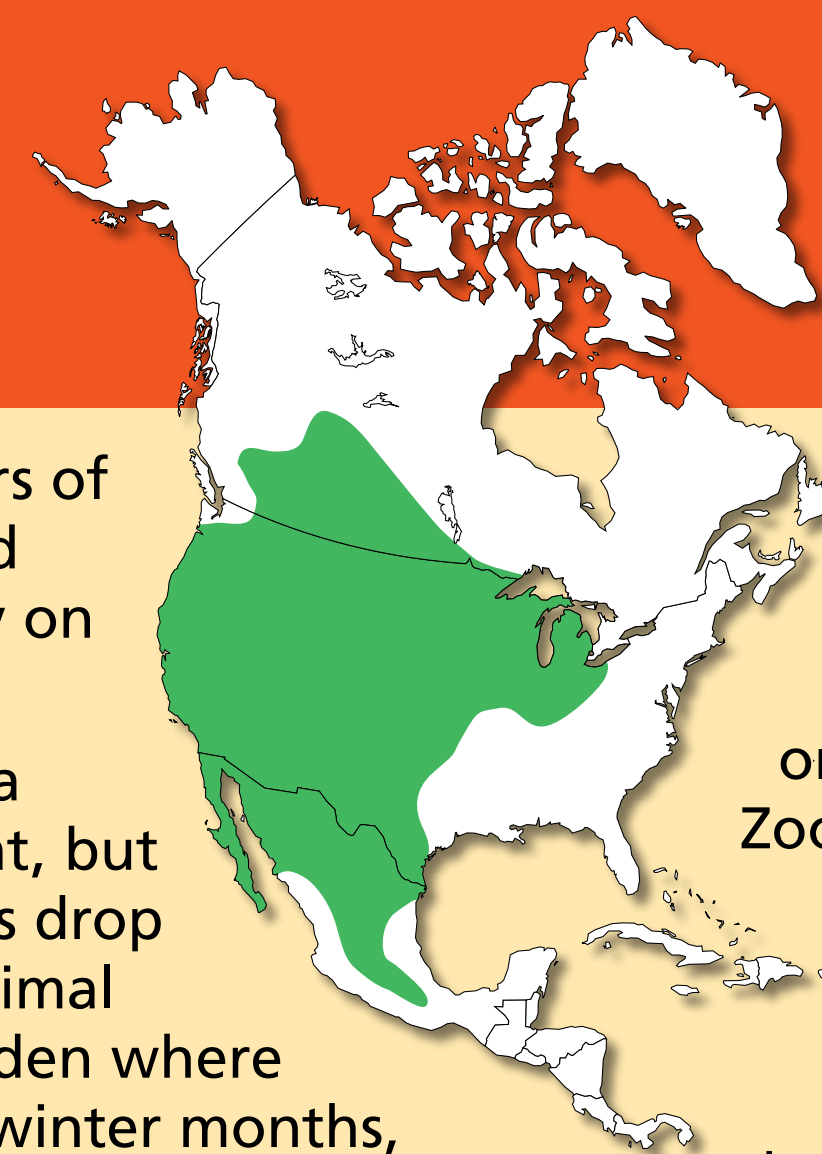 rs of
d
y on
a
or
Zoo
nt, but
s drop
imal
den where
winter months,